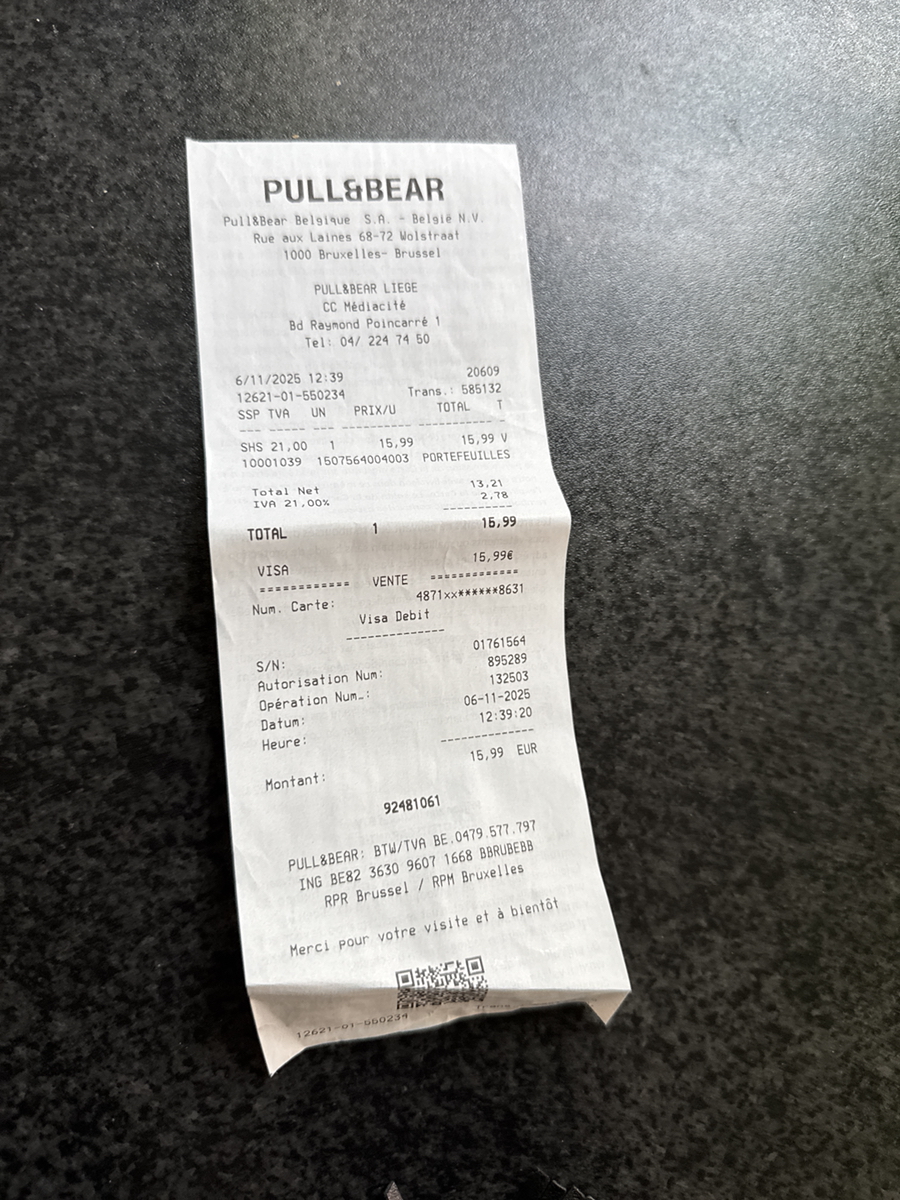 PULL&BEAR
Pull&Bear Belgique S.A. - België N.V.
Rue aux Laines 68-72 Wolstraat
1000 Bruxelles- Brussel
PULL&BEAR LIEGE
CC Médiacité
Bd Raymond Poincarré 1
Tel: 04/ 224 74 50
6/11/2025 12:39 20609
12621-01-550234 Trans.: 585132
SSP TVA UN PRIX/U TOTAL T
--- ----- --- ---------- ----------- -
SHS 21,00 1 15,99 15,99 V
10001039 1507564004003 PORTEFEUILLES
Total Net 13,21
IVA 21,00% 2,78
----------
TOTAL 1 15,99
VISA 15,99€
============ VENTE ============
Num. Carte: 4871xx******8631
Visa Debit
--------------
S/N: 01761564
Autorisation Num: 895289
Opération Num.: 132503
Datum: 06-11-2025
Heure: 12:39:20
--------------
Montant: 15,99 EUR
92481061
PULL&BEAR: BTW/TVA BE.0479.577.797
ING BE82 3630 9607 1668 BBRUBEBB
RPR Brussel / RPM Bruxelles
Merci pour votre visite et à bientôt
12621-01-550234 Trans